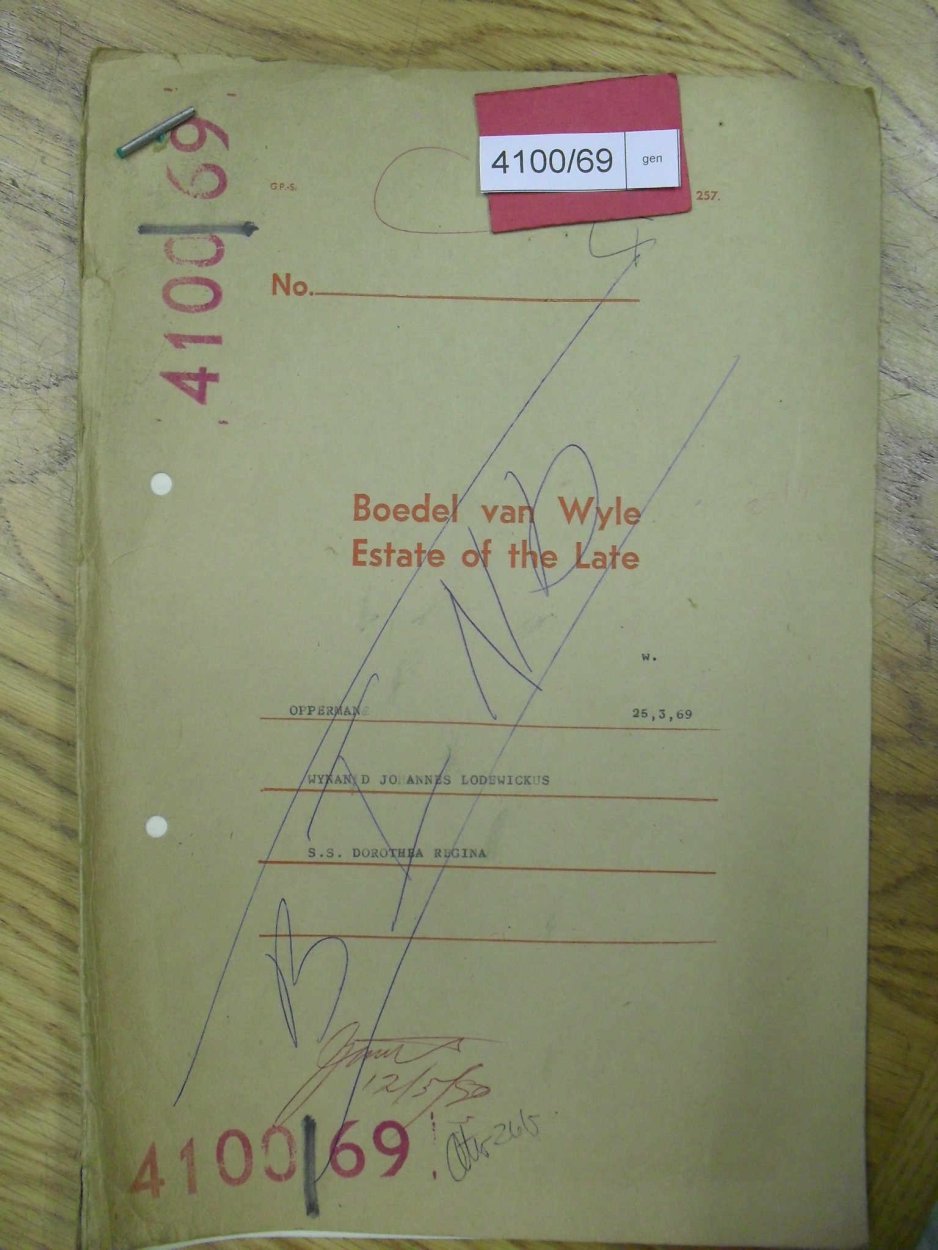 4100/69
4100/69 gen
G.P.-S.
257.
No.
Boedel van Wyle
Estate of the Late
w.
OPPERMAN 25,3,69
WYNAND JOHANNES LODEWICKUS
S.S. DOROTHEA REGINA
4100/69